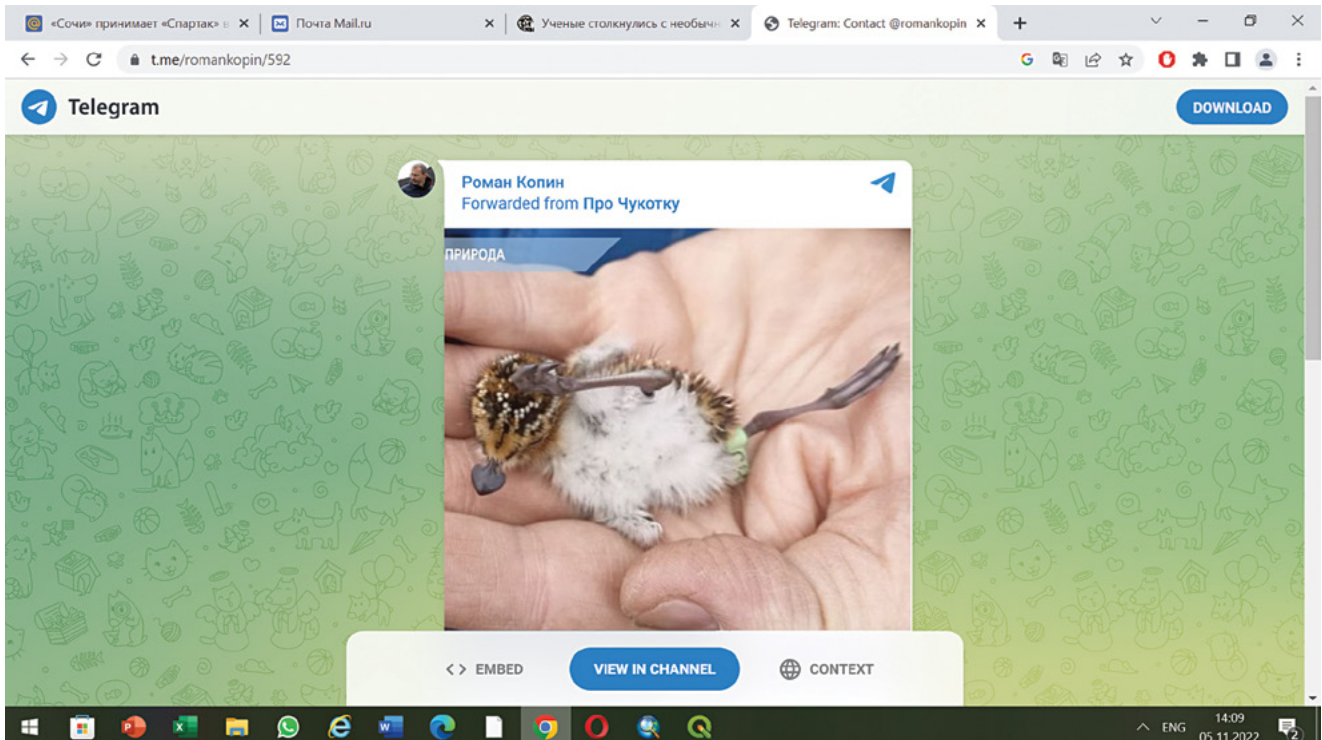 «Сочи» принимает «Спартак» в
Почта Mail.ru
Ученые столкнулись с необычн
Telegram: Contact @romankopin
t.me/romankopin/592
Telegram
DOWNLOAD
Роман Копин
Forwarded from Про Чукотку
ПРИРОДА
<> EMBED
VIEW IN CHANNEL
CONTEXT
ENG
14:09
05.11.2022
2